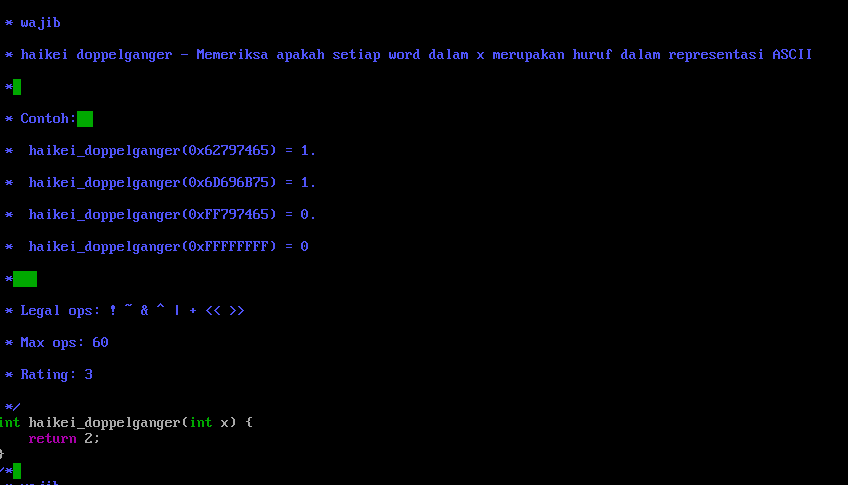 * wajib
* haikei doppelganger - Memeriksa apakah setiap word dalam x merupakan huruf dalam representasi ASCII
*
* Contoh:
*  haikei_doppelganger(0x62797465) = 1.
*  haikei_doppelganger(0x6D696B75) = 1.
*  haikei_doppelganger(0xFF797465) = 0.
*  haikei_doppelganger(0xFFFFFFFF) = 0
*
* Legal ops: ! ~ & ^ | + << >>
* Max ops: 60
* Rating: 3
*/
int haikei_doppelganger(int x) {
    return 2;
}
/*
* wajib